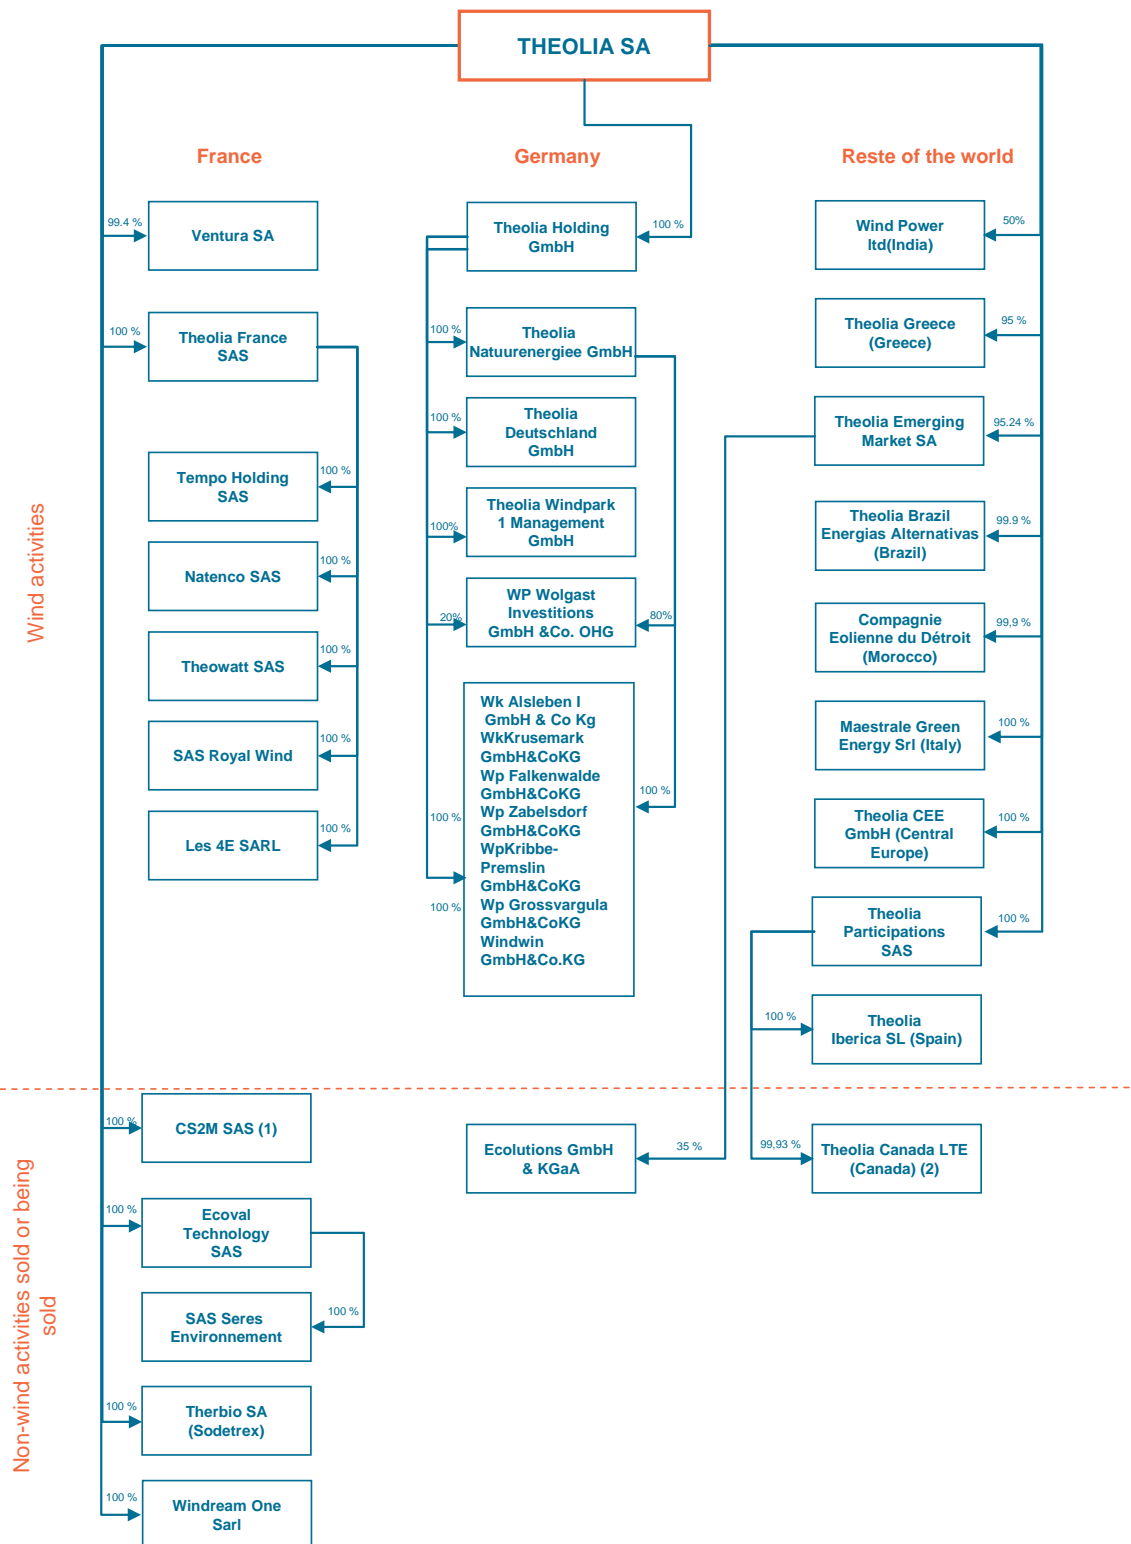 THEOLIA SA
France
Germany
Reste of the world
Wind activities
99.4 %
Ventura SA
100 %
Theolia France
SAS
100 %
Tempo Holding
SAS
100 %
Natenco SAS
100 %
Theowatt SAS
100 %
SAS Royal Wind
100 %
Les 4E SARL
100 %
Theolia Holding
GmbH
100 %
Theolia
Natuurenergiee GmbH
100 %
Theolia
Deutschland
GmbH
100%
Theolia Windpark
1 Management
GmbH
20%
WP Wolgast
Investitions
GmbH &Co. OHG
80%
Wk Alsleben I
GmbH & Co Kg
WkKrusemark
GmbH&CoKG
Wp Falkenwalde
GmbH&CoKG
Wp Zabelsdorf
GmbH&CoKG
WpKribbe-
Premslin
GmbH&CoKG
Wp Grossvargula
GmbH&CoKG
Windwin
GmbH&Co.KG
100 %
100 %
100 %
Wind Power
ltd(India)
50%
Theolia Greece
(Greece)
95 %
Theolia Emerging
Market SA
95.24 %
Theolia Brazil
Energias Alternativas
(Brazil)
99.9 %
Compagnie
Eolienne du Détroit
(Morocco)
99,9 %
Maestrale Green
Energy Srl (Italy)
100 %
Theolia CEE
GmbH (Central
Europe)
100 %
Theolia
Participations
SAS
100 %
100 %
Theolia
Iberica SL (Spain)
Non-wind activities sold or being
sold
100 %
CS2M SAS (1)
100 %
Ecoval
Technology
SAS
100 %
SAS Seres
Environnement
100 %
Therbio SA
(Sodetrex)
100 %
Windream One
Sarl
Ecolutions GmbH
& KGaA
35 %
99,93 %
Theolia Canada LTE
(Canada) (2)